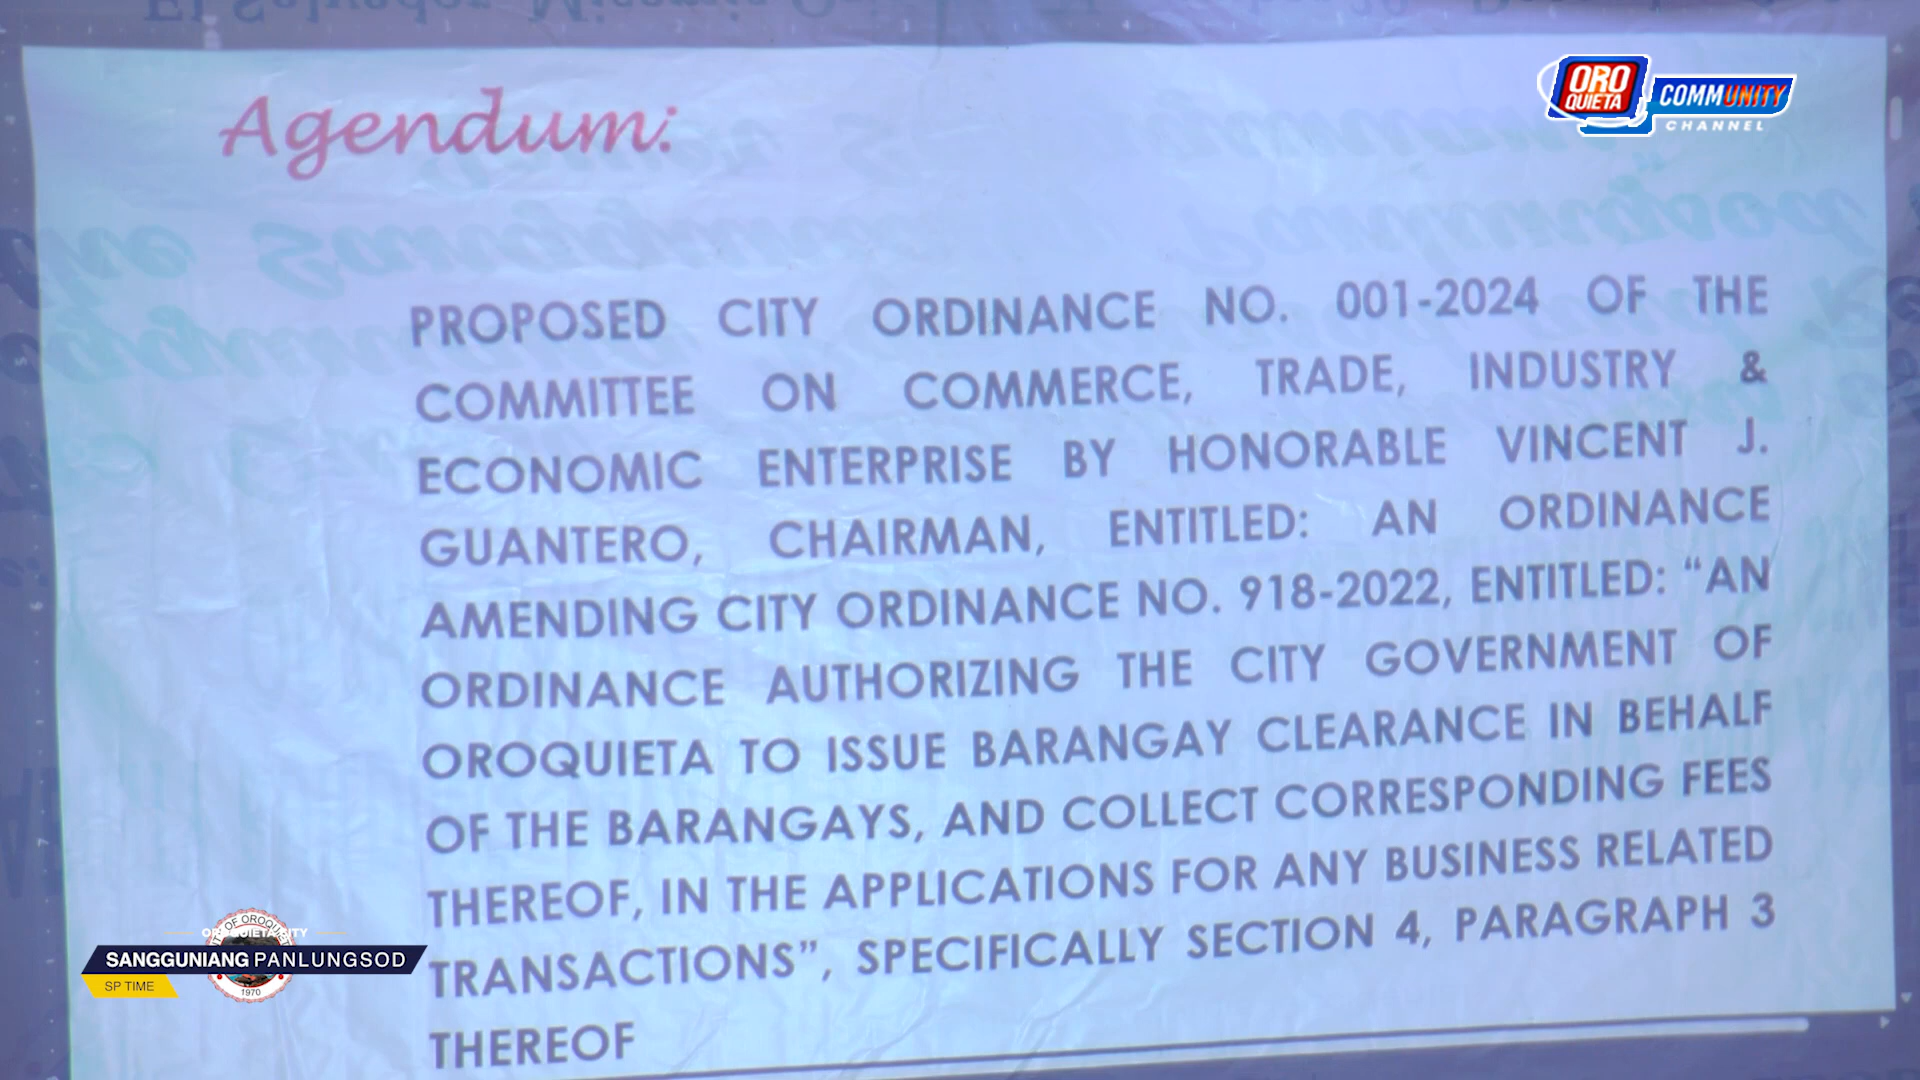 Agendum:
ORO
QUIETA
COMMUNITY
CHANNEL
PROPOSED CITY ORDINANCE NO. 001-2024 OF THE
COMMITTEE ON COMMERCE, TRADE, INDUSTRY &
ECONOMIC ENTERPRISE BY HONORABLE VINCENT J.
GUANTERO, CHAIRMAN, ENTITLED: AN ORDINANCE
AMENDING CITY ORDINANCE NO. 918-2022, ENTITLED: “AN
ORDINANCE AUTHORIZING THE CITY GOVERNMENT OF
OROQUIETA TO ISSUE BARANGAY CLEARANCE IN BEHALF
OF THE BARANGAYS, AND COLLECT CORRESPONDING FEES
THEREOF, IN THE APPLICATIONS FOR ANY BUSINESS RELATED
TRANSACTIONS”, SPECIFICALLY SECTION 4, PARAGRAPH 3
THEREOF
OROQUIETA CITY
SANGGUNIANG PANLUNGSOD
SP TIME
1970